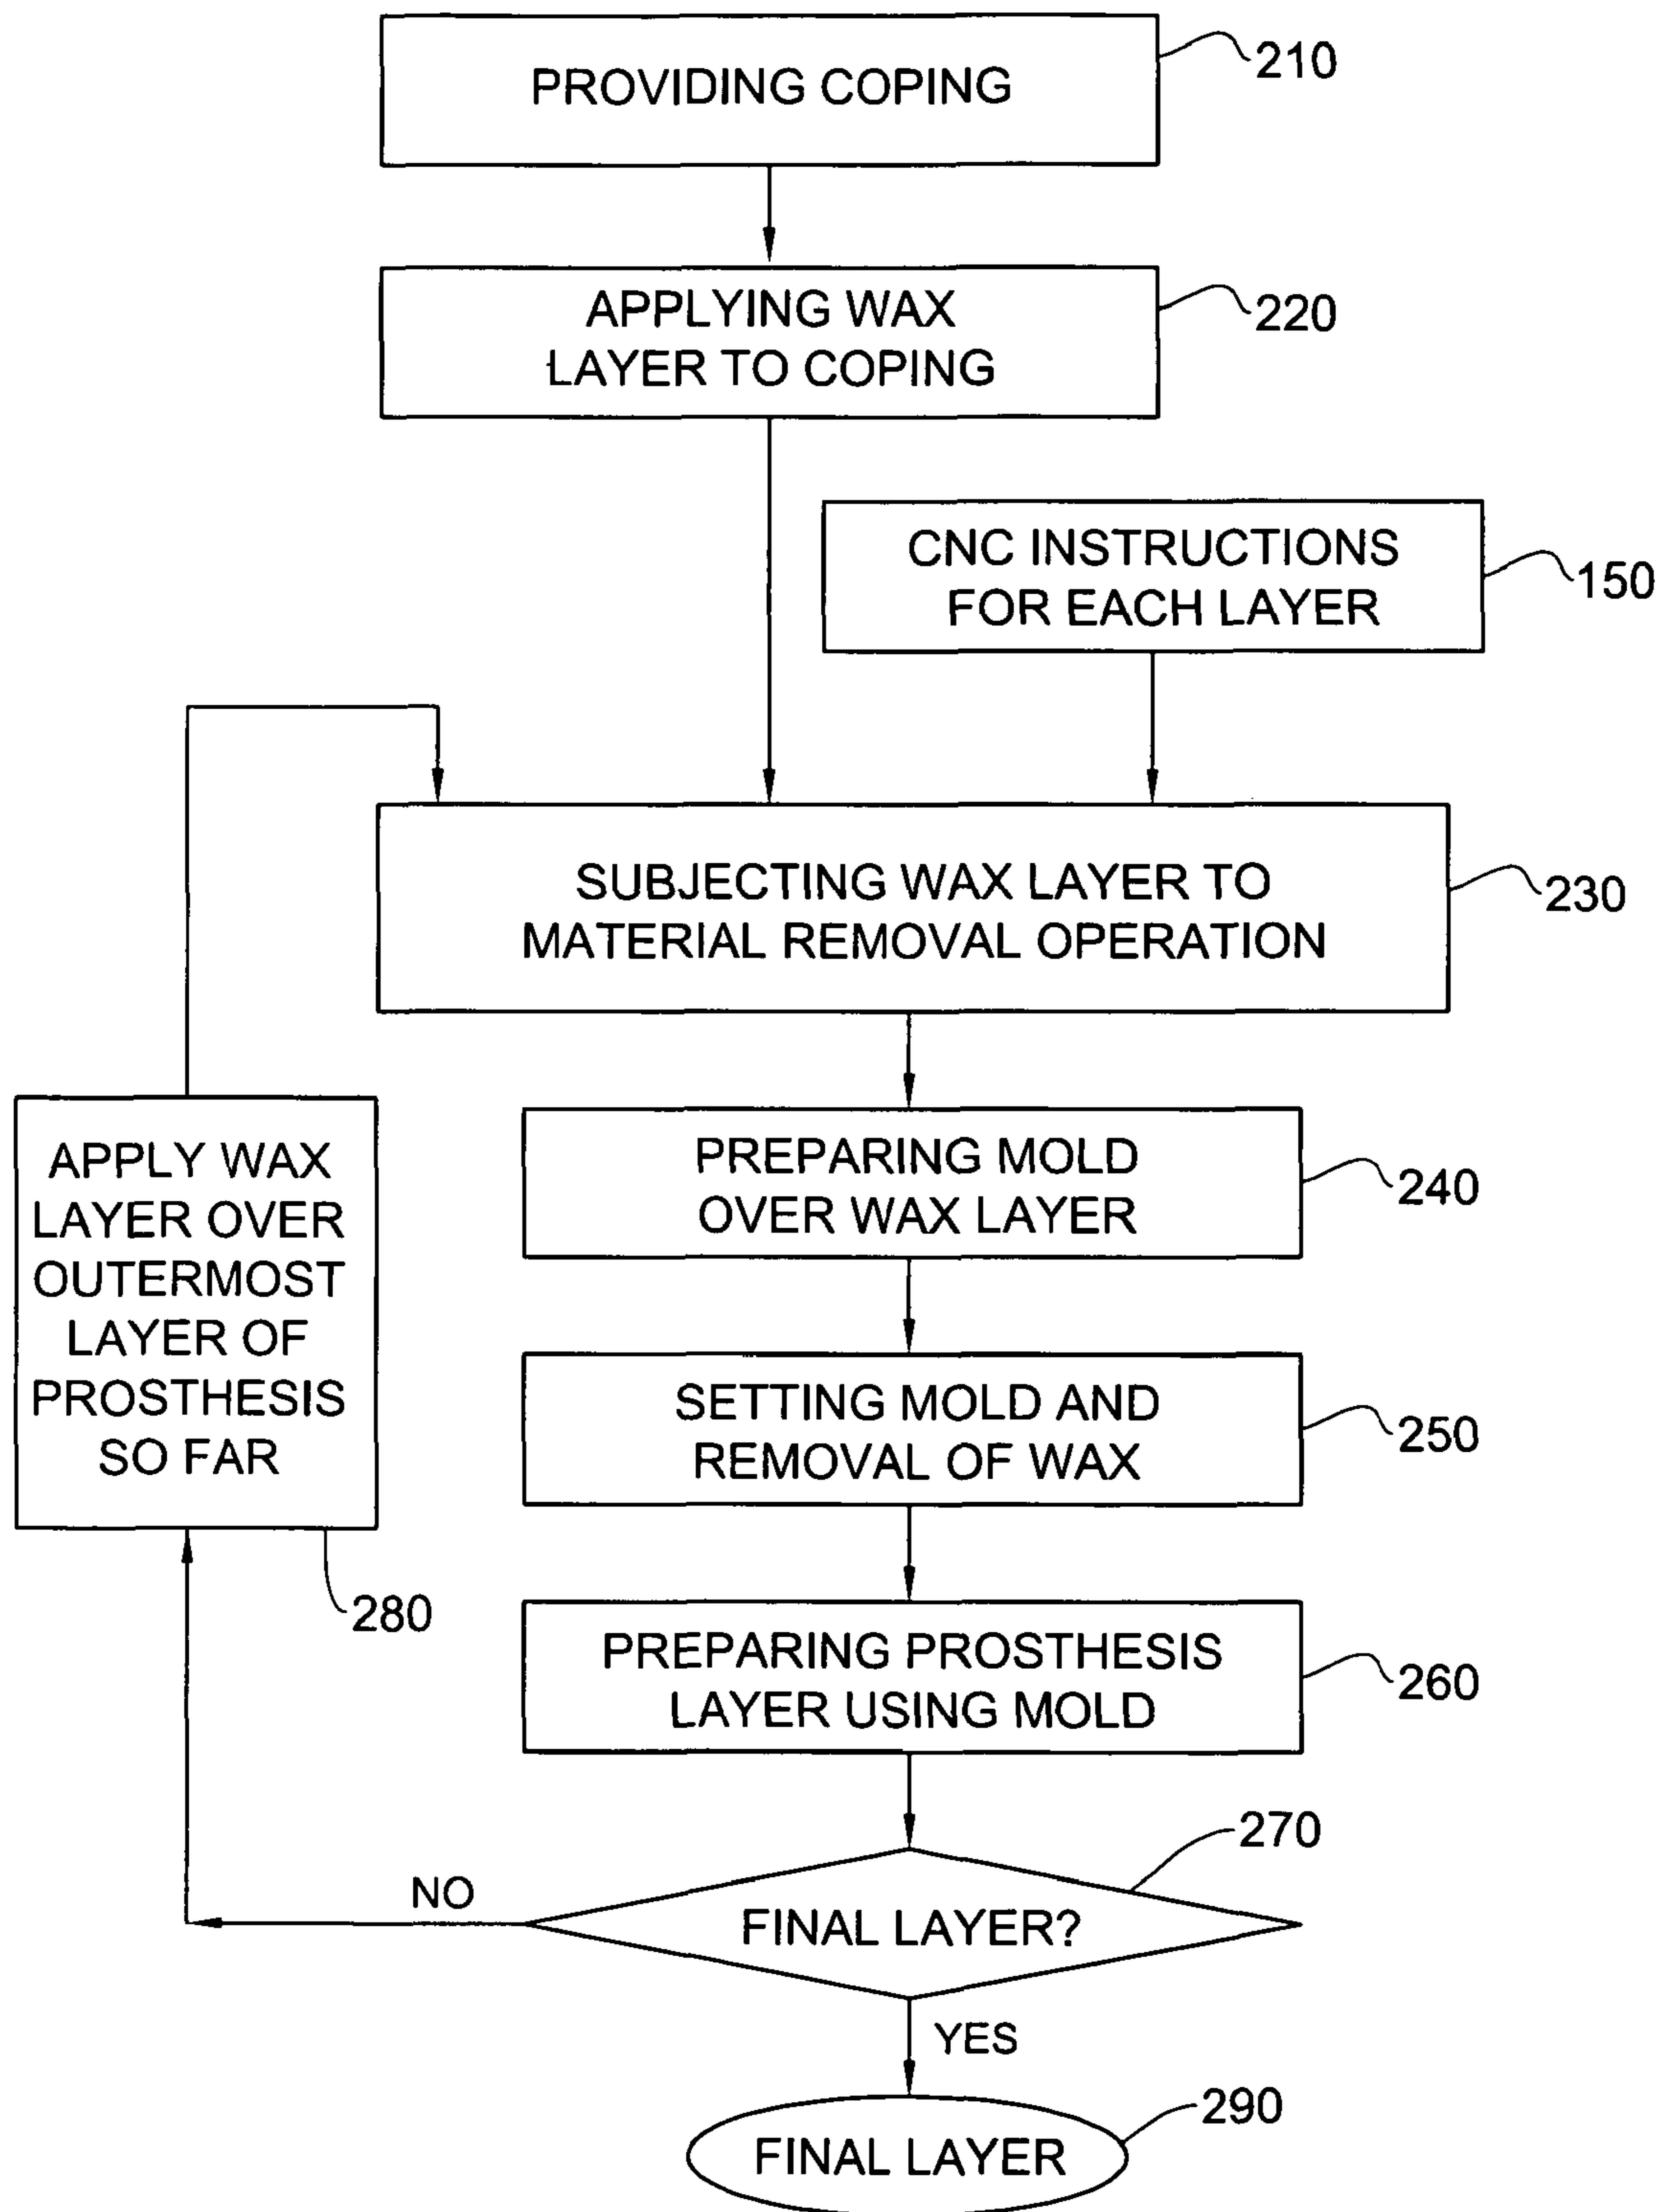 PROVIDING COPING
210
APPLYING WAX
LAYER TO COPING
220
CNC INSTRUCTIONS
FOR EACH LAYER
150
SUBJECTING WAX LAYER TO
MATERIAL REMOVAL OPERATION
230
PREPARING MOLD
OVER WAX LAYER
240
APPLY WAX
LAYER OVER
OUTERMOST
LAYER OF
PROSTHESIS
SO FAR
280
SETTING MOLD AND
REMOVAL OF WAX
250
PREPARING PROSTHESIS
LAYER USING MOLD
260
270
NO
FINAL LAYER?
YES
290
FINAL LAYER